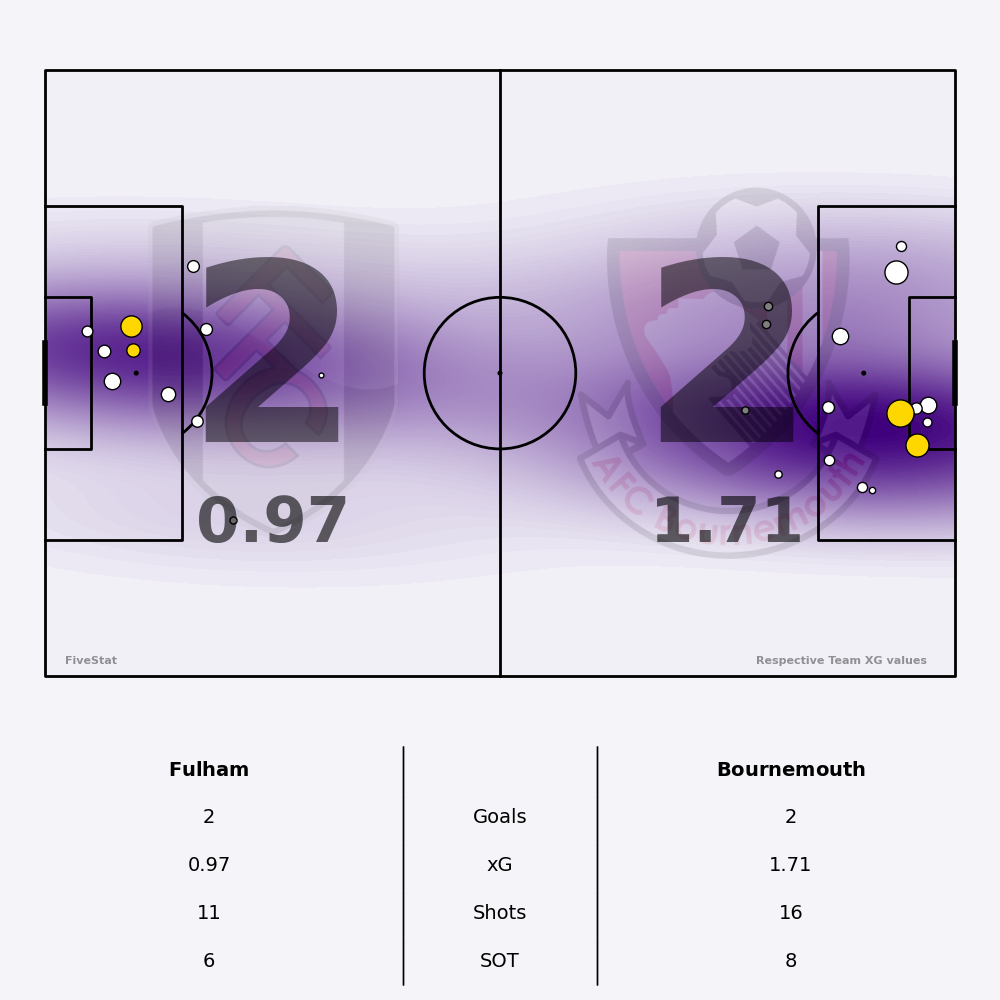 2 2
AFC Bournemouth
0.97 1.71
FiveStat Respective Team XG values
Fulham Bournemouth
2 Goals 2
0.97 xG 1.71
11 Shots 16
6 SOT 8